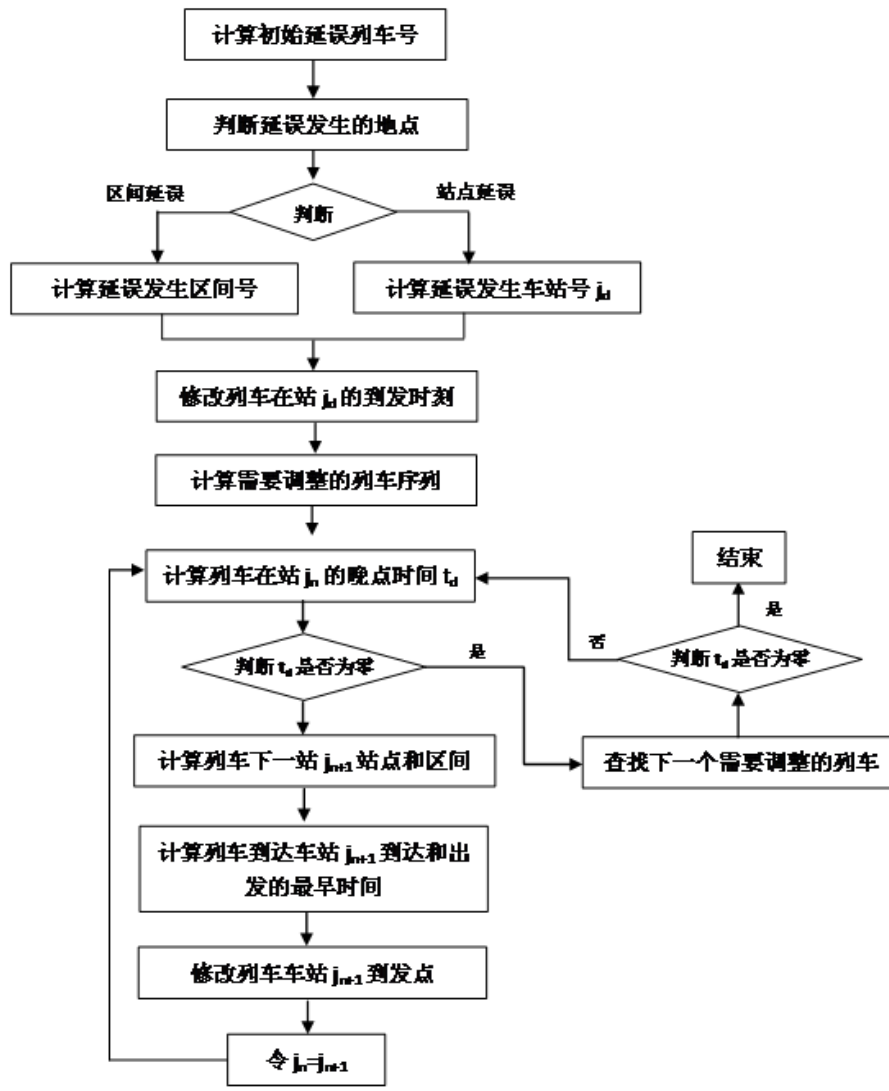 计算初始延误列车号
判断延误发生的地点
区间延误
站点延误
判断
计算延误发生区间号
计算延误发生车站号 jd
修改列车在站 jd 的到发时刻
计算需要调整的列车序列
计算列车在站 jn 的晚点时间 td
结束
是
否
判断 td 是否为零
是
判断 td 是否为零
计算列车下一站 jn+1 站点和区间
查找下一个需要调整的列车
计算列车到达车站 jn+1 到达和出
发的最早时间
修改列车车站 jn+1 到发点
令 jn=jn+1